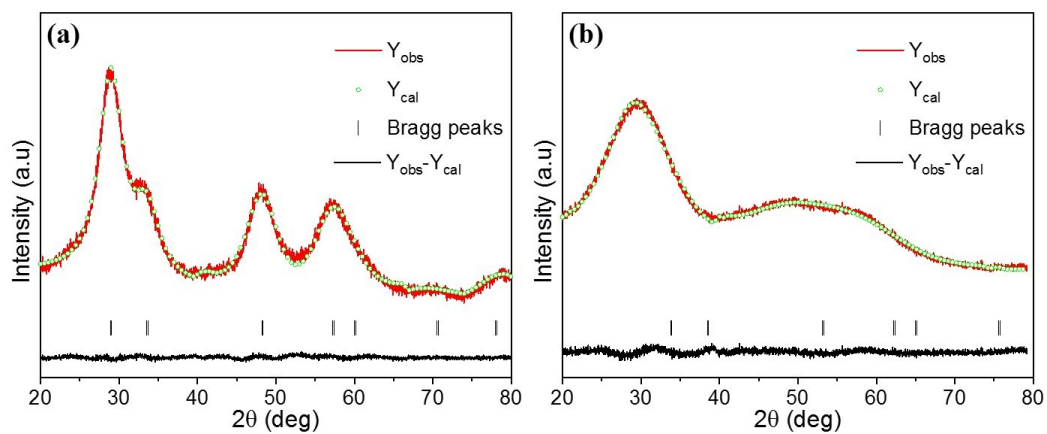 (a)
Y_obs
Y_cal
Bragg peaks
Y_obs-Y_cal
Intensity (a.u)
20 30 40 50 60 70 80
2θ (deg)
(b)
Y_obs
Y_cal
Bragg peaks
Y_obs-Y_cal
Intensity (a.u)
20 30 40 50 60 70 80
2θ (deg)